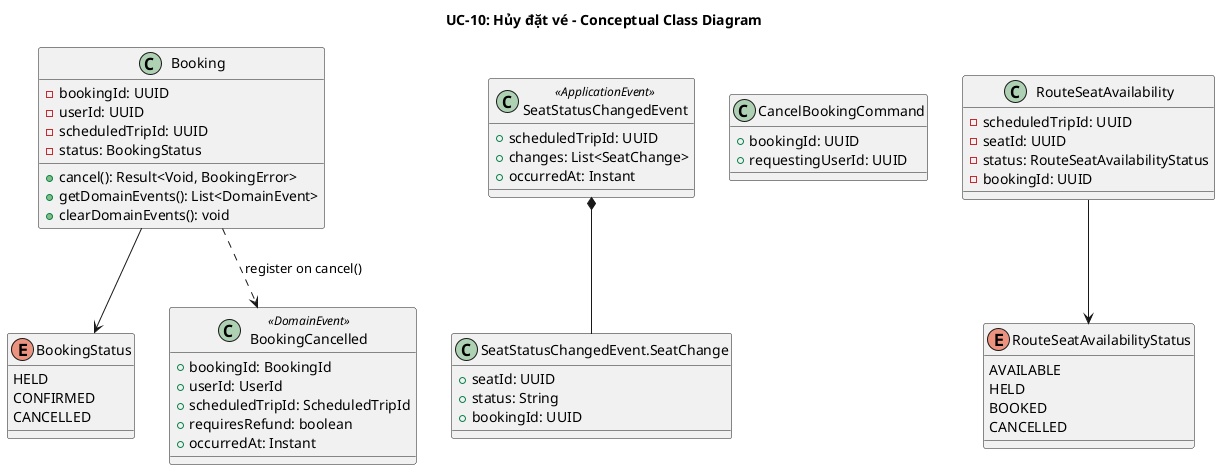 UC-10: Hủy đặt vé - Conceptual Class Diagram
C Booking
bookingId: UUID
userId: UUID
scheduledTripId: UUID
status: BookingStatus
cancel(): Result<Void, BookingError>
getDomainEvents(): List<DomainEvent>
clearDomainEvents(): void
C «ApplicationEvent»
SeatStatusChangedEvent
scheduledTripId: UUID
changes: List<SeatChange>
occurredAt: Instant
C CancelBookingCommand
bookingId: UUID
requestingUserId: UUID
C RouteSeatAvailability
scheduledTripId: UUID
seatId: UUID
status: RouteSeatAvailabilityStatus
bookingId: UUID
register on cancel()
E BookingStatus
HELD
CONFIRMED
CANCELLED
C «DomainEvent»
BookingCancelled
bookingId: BookingId
userId: UserId
scheduledTripId: ScheduledTripId
requiresRefund: boolean
occurredAt: Instant
C SeatStatusChangedEvent.SeatChange
seatId: UUID
status: String
bookingId: UUID
E RouteSeatAvailabilityStatus
AVAILABLE
HELD
BOOKED
CANCELLED